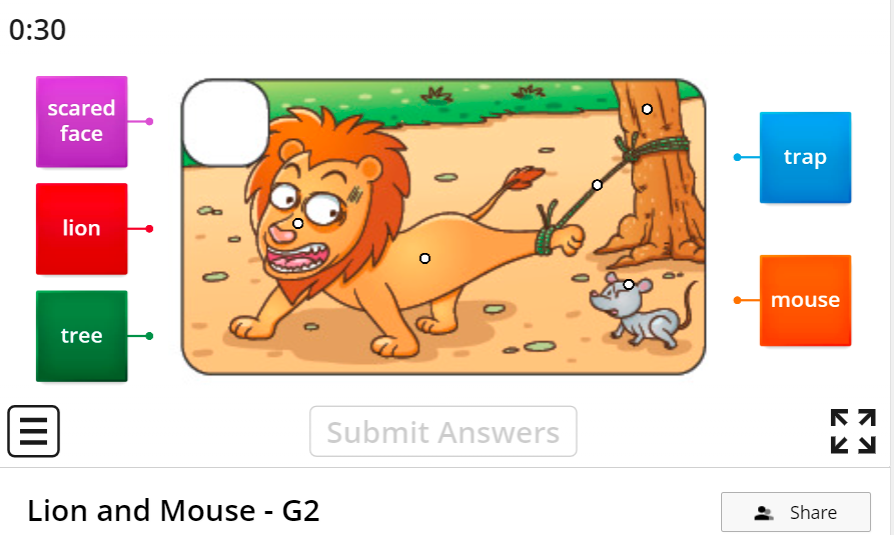 0:30
scared
face
lion
tree
trap
mouse
Submit Answers
Lion and Mouse - G2
Share